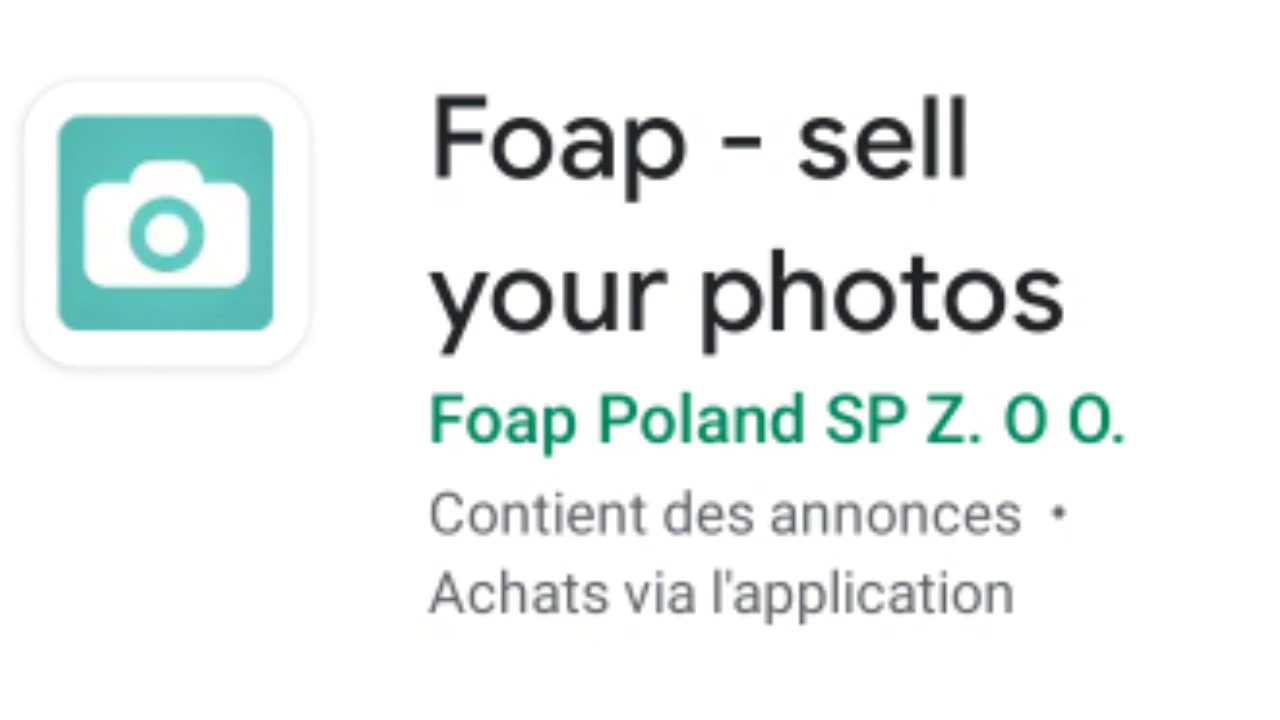 Foap - sell
your photos
Foap Poland SP Z. O O.
Contient des annonces •
Achats via l'application